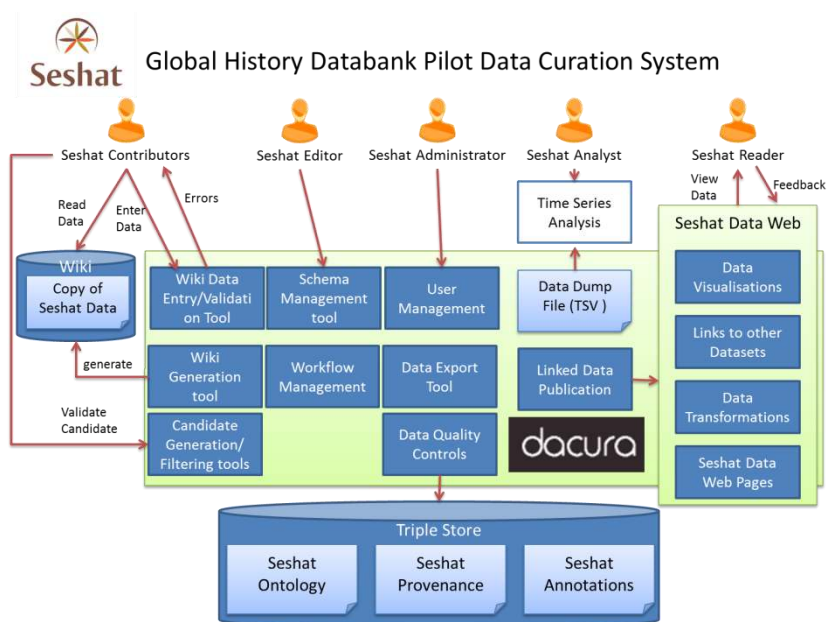 Seshat
Global History Databank Pilot Data Curation System
Seshat Contributors
Seshat Editor
Seshat Administrator
Seshat Analyst
Seshat Reader
Read
Data
Enter
Data
Errors
View
Data
Feedback
Time Series
Analysis
Seshat Data Web
Wiki
Copy of
Seshat Data
Wiki Data
Entry/Validati
on Tool
Schema
Management
tool
User
Management
Data Dump
File (TSV )
Data
Visualisations
Links to other
Datasets
generate
Wiki
Generation
tool
Workflow
Management
Data Export
Tool
Linked Data
Publication
Data
Transformations
Validate
Candidate
Candidate
Generation/
Filtering tools
Data Quality
Controls
dacura
Seshat Data
Web Pages
Triple Store
Seshat
Ontology
Seshat
Provenance
Seshat
Annotations